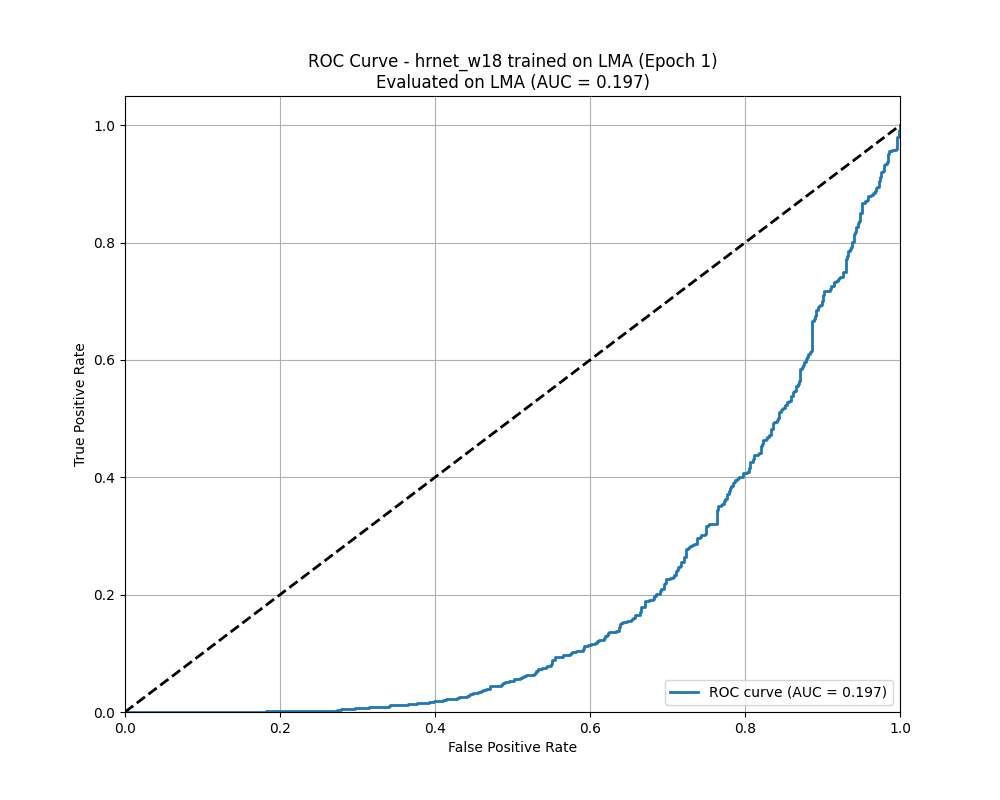 ROC Curve - hrnet_w18 trained on LMA (Epoch 1)
Evaluated on LMA (AUC = 0.197)
1.0
0.8
0.6
0.4
0.2
0.0
True Positive Rate
ROC curve (AUC = 0.197)
0.0 0.2 0.4 0.6 0.8 1.0
False Positive Rate